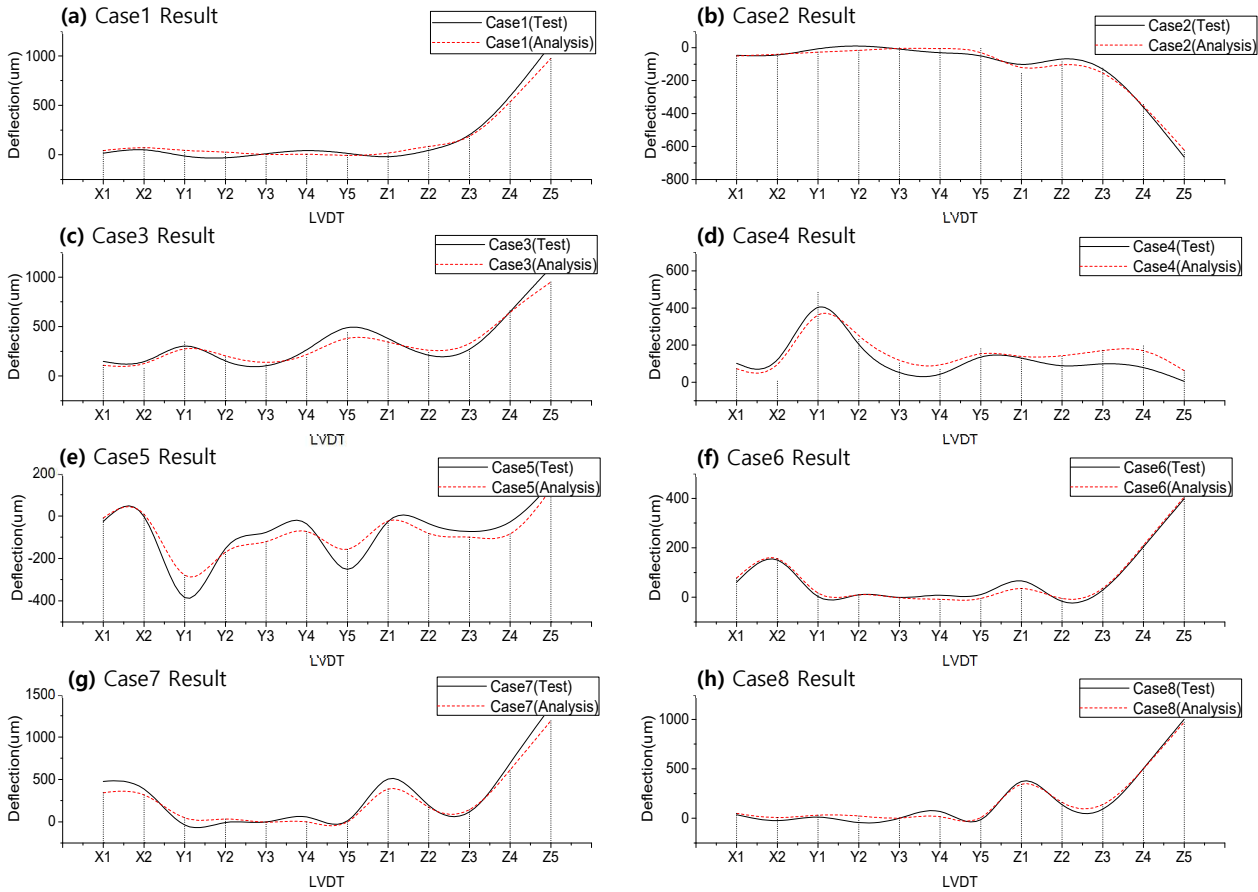 (a) Case1 Result
Case1(Test)
Case1(Analysis)
Deflection(um)
1000
500
0
X1 X2 Y1 Y2 Y3 Y4 Y5 Z1 Z2 Z3 Z4 Z5
LVDT
(b) Case2 Result
Case2(Test)
Case2(Analysis)
Deflection(um)
0
-200
-400
-600
-800
X1 X2 Y1 Y2 Y3 Y4 Y5 Z1 Z2 Z3 Z4 Z5
LVDT
(c) Case3 Result
Case3(Test)
Case3(Analysis)
Deflection(um)
1000
500
0
X1 X2 Y1 Y2 Y3 Y4 Y5 Z1 Z2 Z3 Z4 Z5
LVDT
(d) Case4 Result
Case4(Test)
Case4(Analysis)
Deflection(um)
600
400
200
0
X1 X2 Y1 Y2 Y3 Y4 Y5 Z1 Z2 Z3 Z4 Z5
LVDT
(e) Case5 Result
Case5(Test)
Case5(Analysis)
Deflection(um)
200
0
-200
-400
X1 X2 Y1 Y2 Y3 Y4 Y5 Z1 Z2 Z3 Z4 Z5
LVDT
(f) Case6 Result
Case6(Test)
Case6(Analysis)
Deflection(um)
400
200
0
X1 X2 Y1 Y2 Y3 Y4 Y5 Z1 Z2 Z3 Z4 Z5
LVDT
(g) Case7 Result
Case7(Test)
Case7(Analysis)
Deflection(um)
1500
1000
500
0
X1 X2 Y1 Y2 Y3 Y4 Y5 Z1 Z2 Z3 Z4 Z5
LVDT
(h) Case8 Result
Case8(Test)
Case8(Analysis)
Deflection(um)
1000
500
0
X1 X2 Y1 Y2 Y3 Y4 Y5 Z1 Z2 Z3 Z4 Z5
LVDT